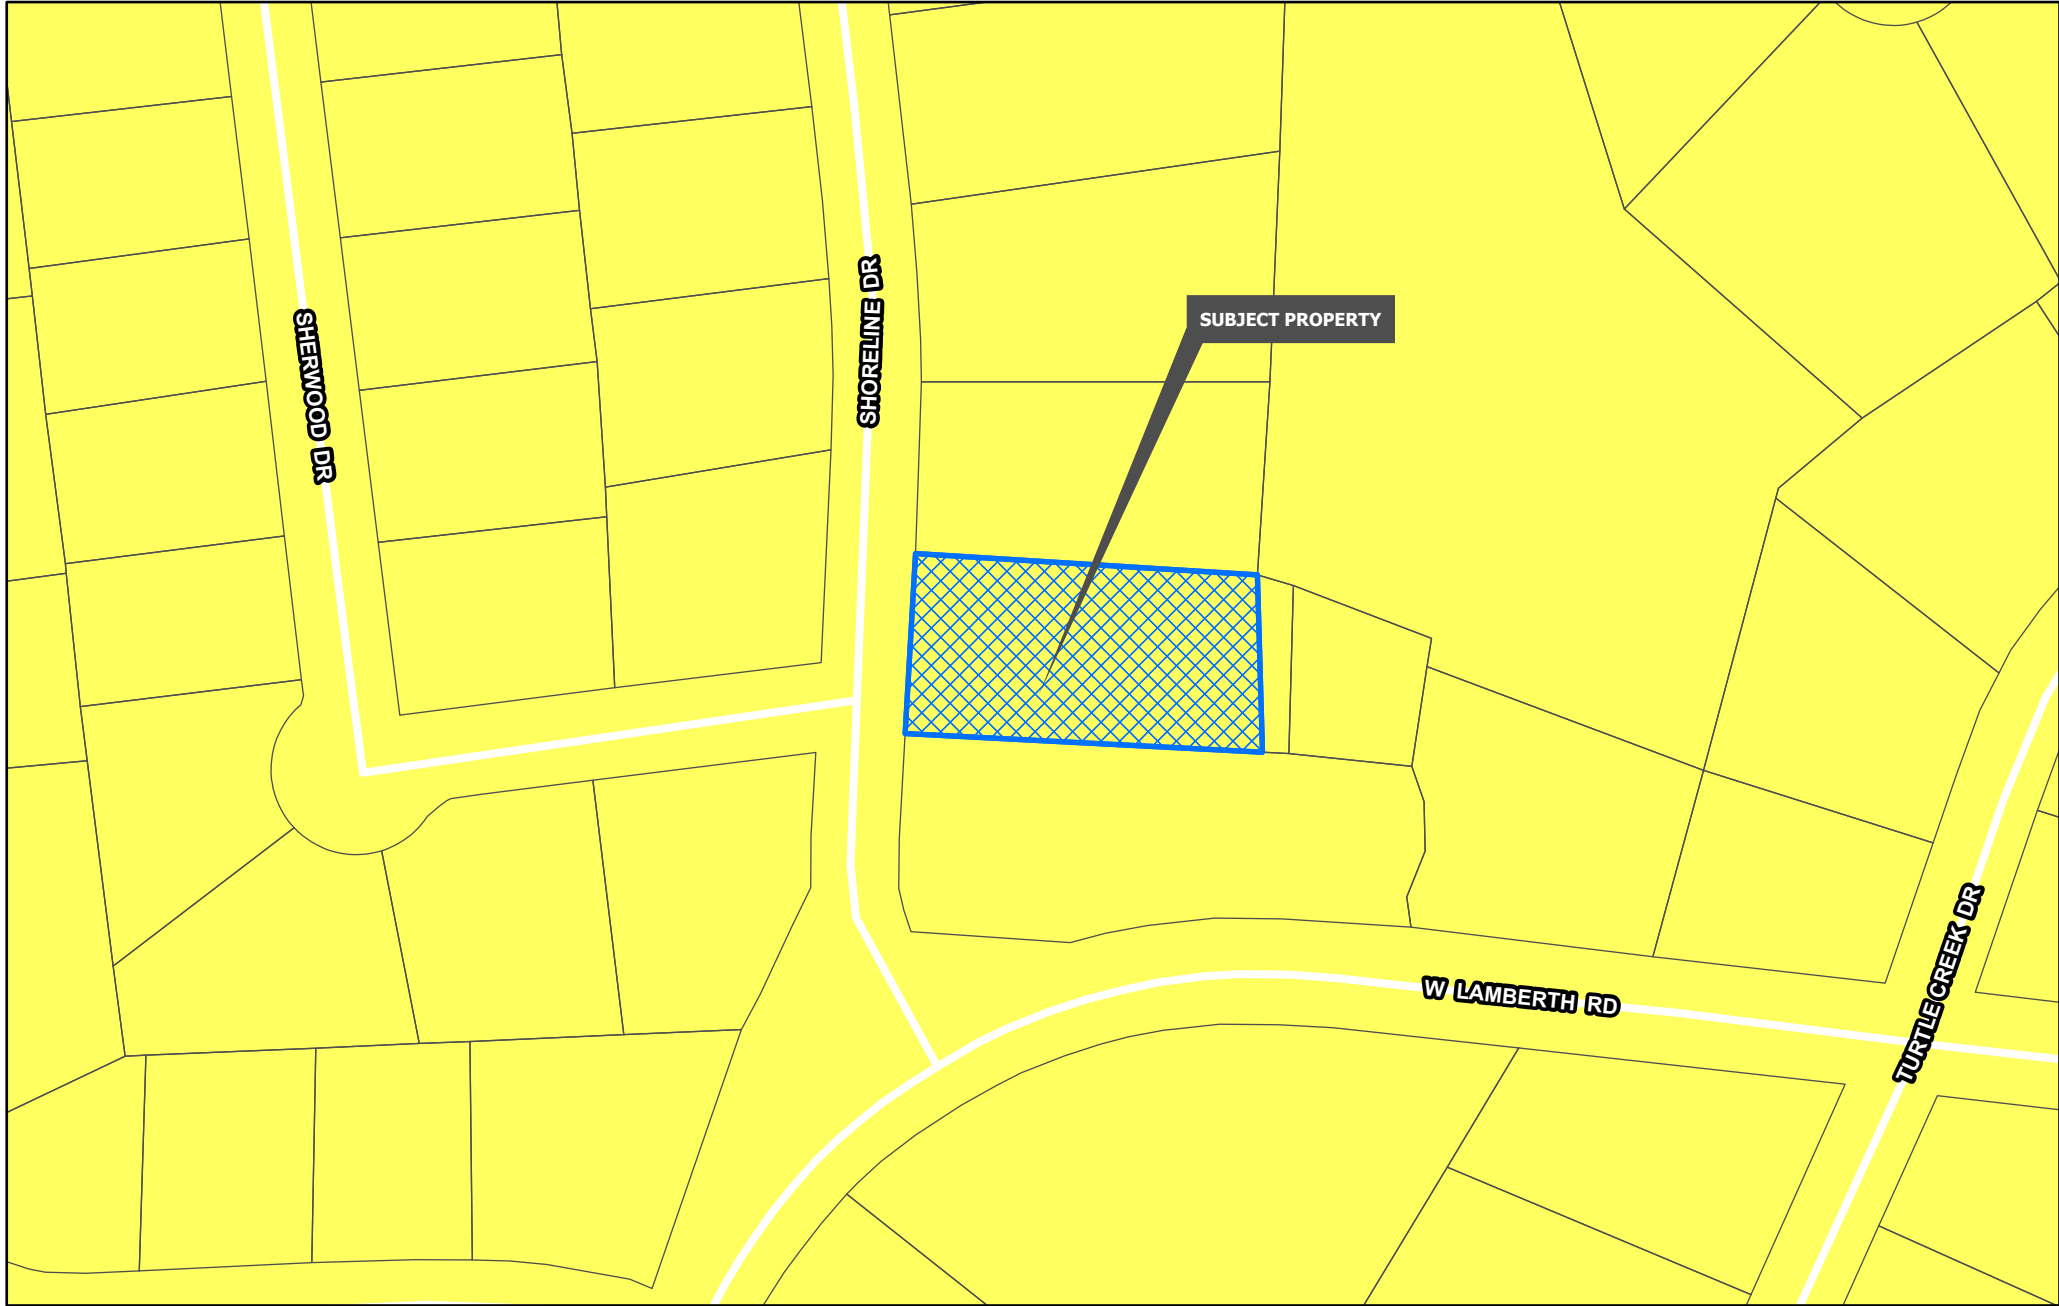 SHERWOOD DR
SHORELINE DR
SUBJECT PROPERTY
W LAMBERTH RD
TURTLE CREEK DR